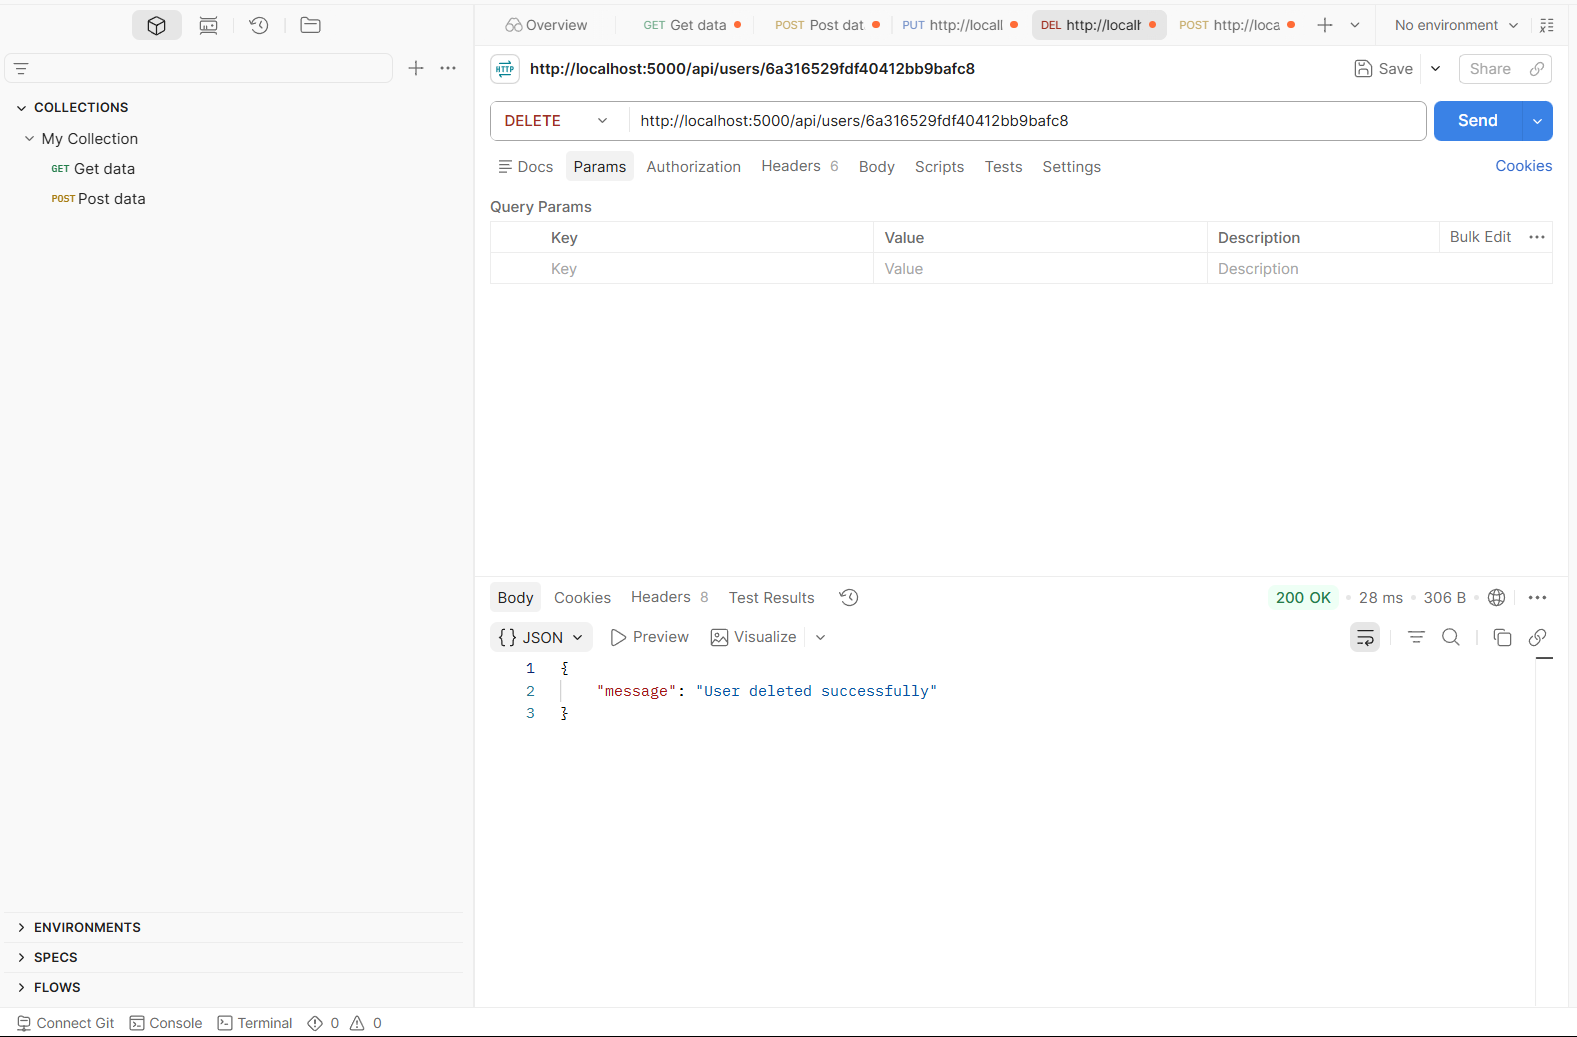 Overview
GET Get data
POST Post dat
PUT http://locall
DEL http://localh
POST http://loca
No environment
HTTP http://localhost:5000/api/users/6a316529fdf40412bb9bafc8
Save
Share
COLLECTIONS
My Collection
GET Get data
POST Post data
DELETE
http://localhost:5000/api/users/6a316529fdf40412bb9bafc8
Send
Docs
Params
Authorization
Headers 6
Body
Scripts
Tests
Settings
Cookies
Query Params
Key Value Description Bulk Edit
Key Value Description
Body
Cookies
Headers 8
Test Results
200 OK
28 ms
306 B
{} JSON
Preview
Visualize
1 {
2 "message": "User deleted successfully"
3 }
ENVIRONMENTS
SPECS
FLOWS
Connect Git
Console
Terminal
0
0